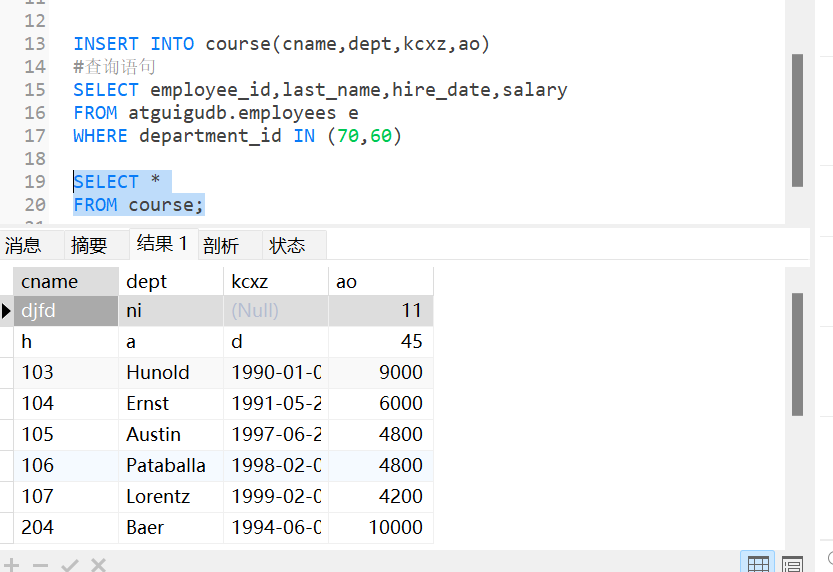 12
13 INSERT INTO course(cname,dept,kcxz,ao)
14 #查询语句
15 SELECT employee_id,last_name,hire_date,salary
16 FROM atguigudb.employees e
17 WHERE department_id IN (70,60)
18
19 SELECT *
20 FROM course;
消息 摘要 结果 1 剖析 状态
cname dept kcxz ao
djfd ni (Null) 11
h a d 45
103 Hunold 1990-01-0 9000
104 Ernst 1991-05-2 6000
105 Austin 1997-06-2 4800
106 Pataballa 1998-02-0 4800
107 Lorentz 1999-02-0 4200
204 Baer 1994-06-0 10000